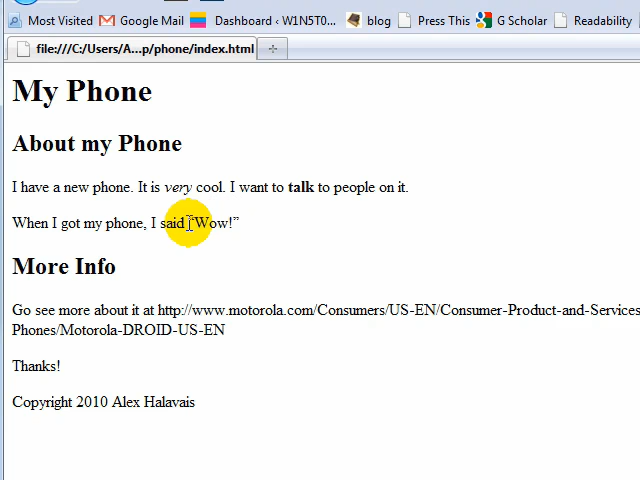 Most Visited Google Mail Dashboard ‹ W1N5T0... blog Press This G Scholar Readability
file:///C:/Users/A...p/phone/index.html
My Phone
About my Phone
I have a new phone. It is very cool. I want to talk to people on it.
When I got my phone, I said “Wow!”
More Info
Go see more about it at http://www.motorola.com/Consumers/US-EN/Consumer-Product-and-Services
Phones/Motorola-DROID-US-EN
Thanks!
Copyright 2010 Alex Halavais